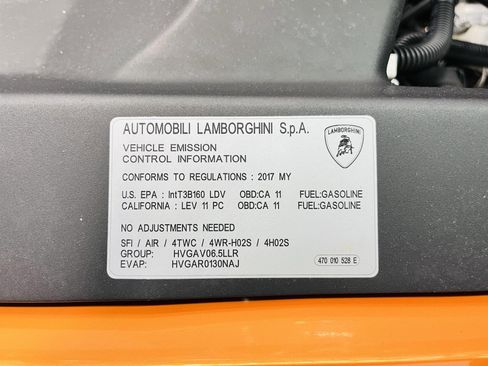 AUTOMOBILI LAMBORGHINI S.p.A.
LAMBORGHINI
VEHICLE EMISSION
CONTROL INFORMATION
CONFORMS TO REGULATIONS : 2017 MY
U.S. EPA : IntT3B160 LDV OBD:CA 11 FUEL:GASOLINE
CALIFORNIA : LEV 11 PC OBD:CA 11 FUEL:GASOLINE
NO ADJUSTMENTS NEEDED
SFI / AIR / 4TWC / 4WR-H02S / 4H02S
GROUP: HVGAV06.5LLR
EVAP: HVGAR0130NAJ
470 010 528 E